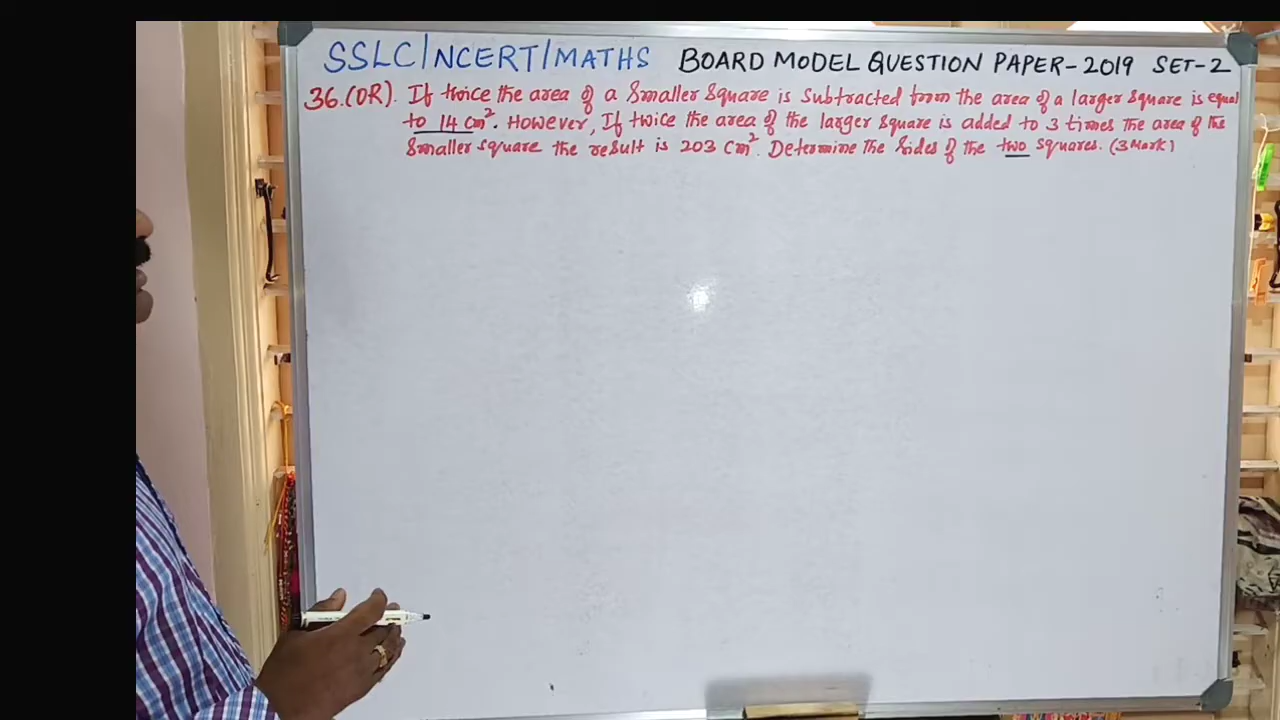 SSLC/NCERT/MATHS BOARD MODEL QUESTION PAPER-2019 SET-2
36.(OR). If twice the area of a Smaller Square is Subtracted from the area of a larger Square is equal
to 14 Cm². However, If twice the area of the larger Square is added to 3 times the area of the
Smaller square the result is 203 Cm². Determine the Sides of the two squares. (3 Mark)